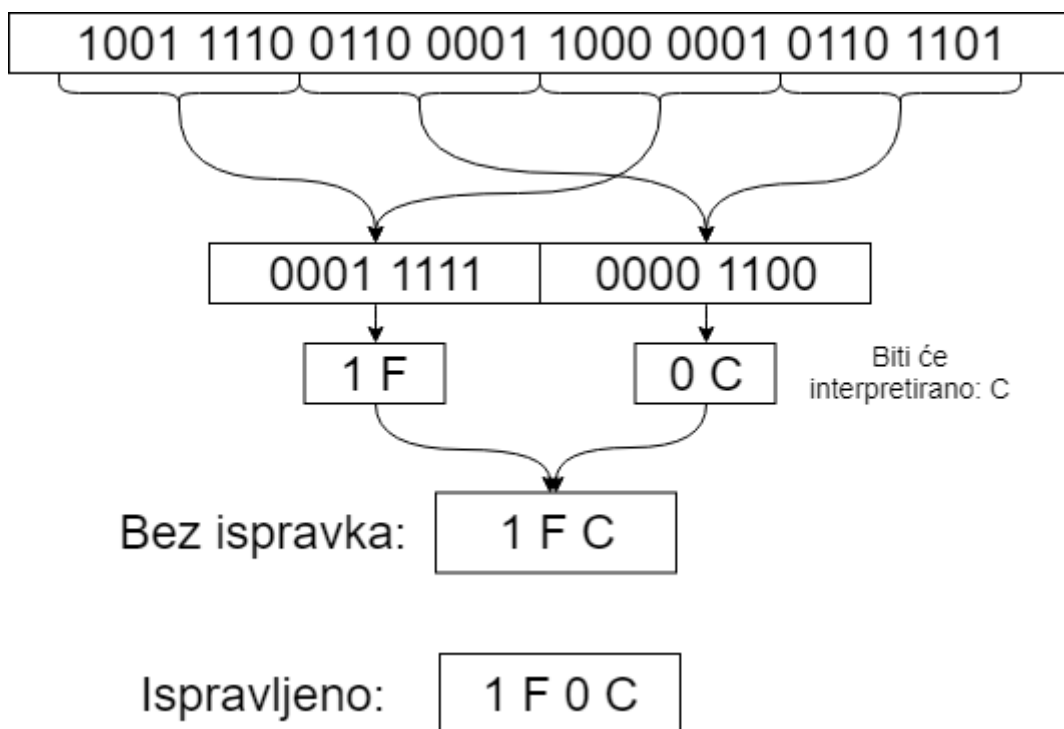 1001 1110 0110 0001 1000 0001 0110 1101
0001 1111 0000 1100
1 F 0 C
Biti će
interpretirano: C
Bez ispravka: 1 F C
Ispravljeno: 1 F 0 C